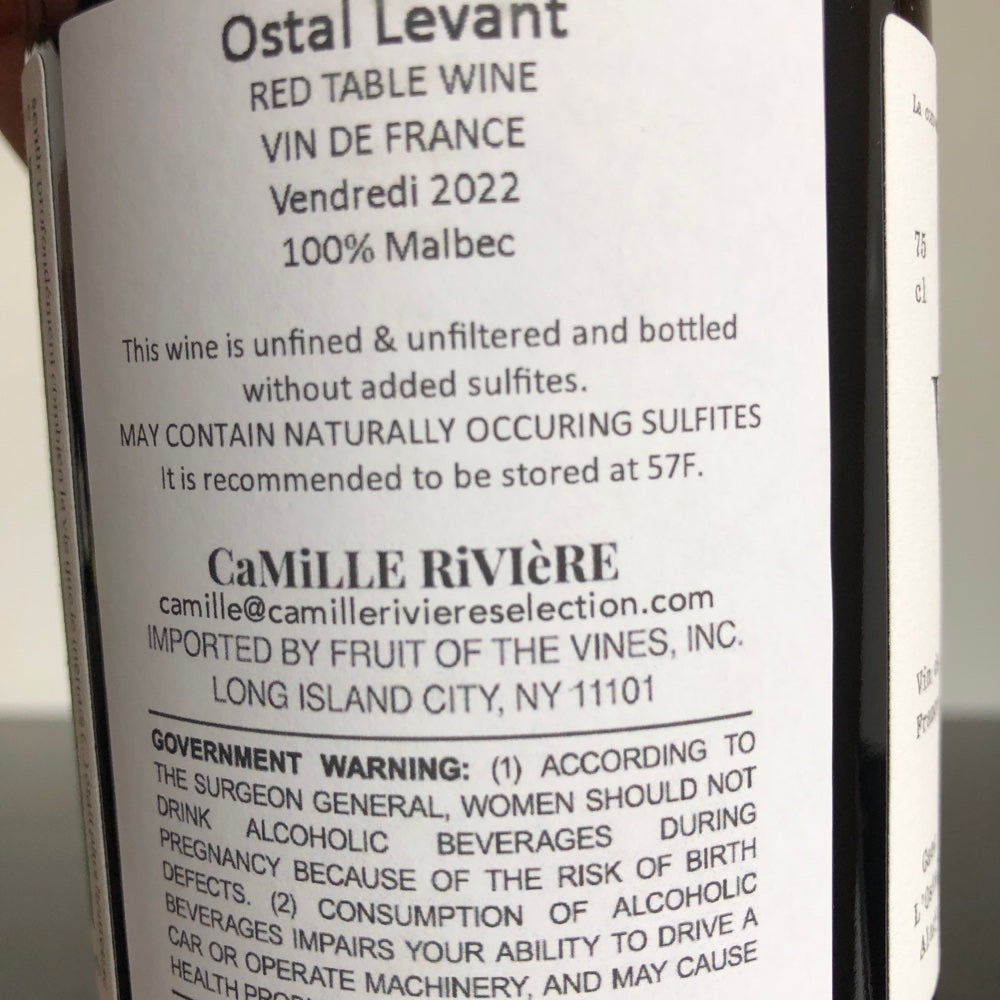 Ostal Levant
RED TABLE WINE
VIN DE FRANCE
Vendredi 2022
100% Malbec
This wine is unfined & unfiltered and bottled
without added sulfites.
MAY CONTAIN NATURALLY OCCURING SULFITES
It is recommended to be stored at 57F.
CaMiLLE RiVIèRE
camille@camilleriviereselection.com
IMPORTED BY FRUIT OF THE VINES, INC.
LONG ISLAND CITY, NY 11101
GOVERNMENT WARNING: (1) ACCORDING TO
THE SURGEON GENERAL, WOMEN SHOULD NOT
DRINK ALCOHOLIC BEVERAGES DURING
PREGNANCY BECAUSE OF THE RISK OF BIRTH
DEFECTS. (2) CONSUMPTION OF ALCOHOLIC
BEVERAGES IMPAIRS YOUR ABILITY TO DRIVE A
CAR OR OPERATE MACHINERY, AND MAY CAUSE
HEALTH
La
75
cl
Vin